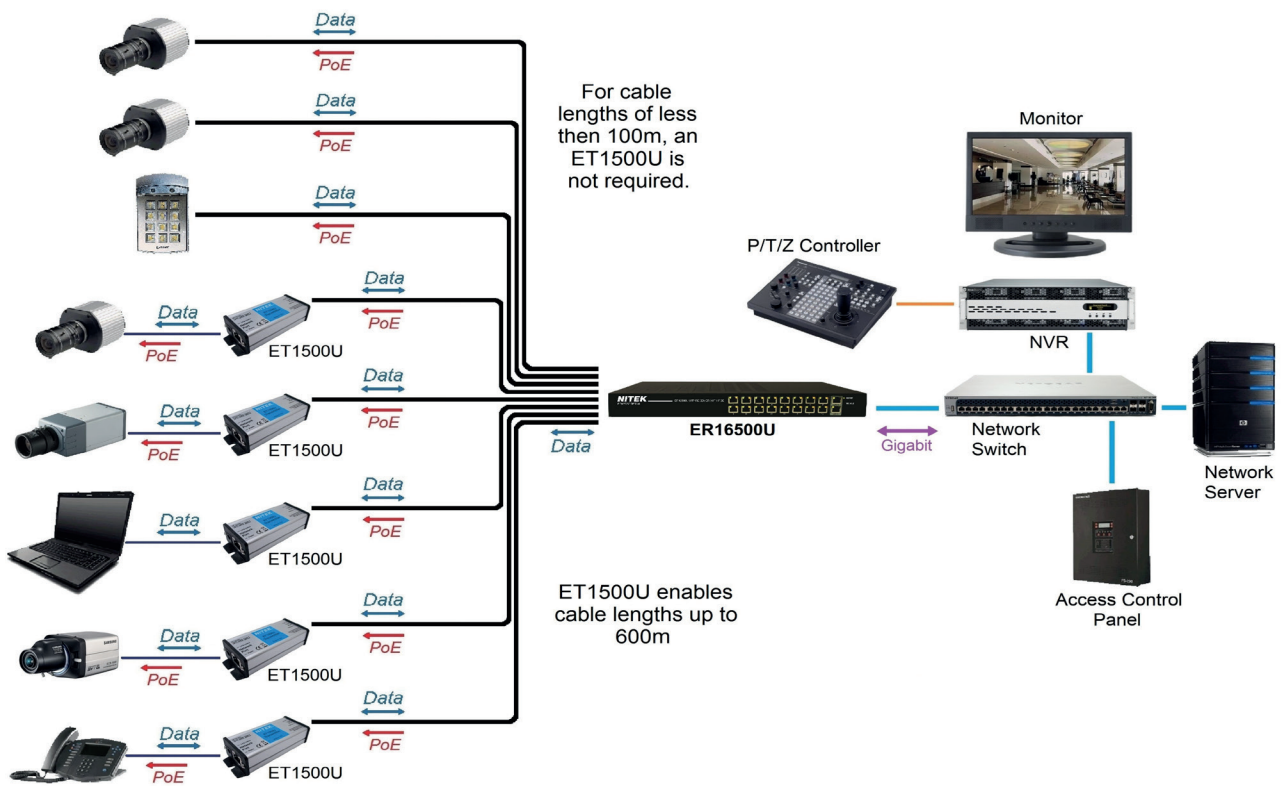 Data
PoE
Data
PoE
Data
PoE
For cable
lengths of less
then 100m, an
ET1500U is
not required.
Monitor
P/T/Z Controller
NVR
Data
PoE
ET1500U
Data
PoE
Data
PoE
ET1500U
Data
PoE
Data
PoE
ET1500U
Data
PoE
ET1500U
Data
Data
PoE
Data
PoE
ET1500U
Data
PoE
Data
NITEK
ER16500U
Gigabit
Network
Switch
Network
Server
Access Control
Panel
ET1500U enables
cable lengths up to
600m